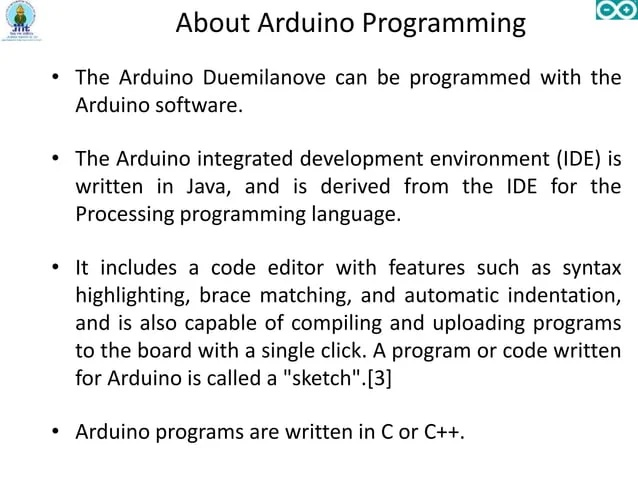 About Arduino Programming
• The Arduino Duemilanove can be programmed with the
Arduino software.
• The Arduino integrated development environment (IDE) is
written in Java, and is derived from the IDE for the
Processing programming language.
• It includes a code editor with features such as syntax
highlighting, brace matching, and automatic indentation,
and is also capable of compiling and uploading programs
to the board with a single click. A program or code written
for Arduino is called a "sketch".[3]
• Arduino programs are written in C or C++.